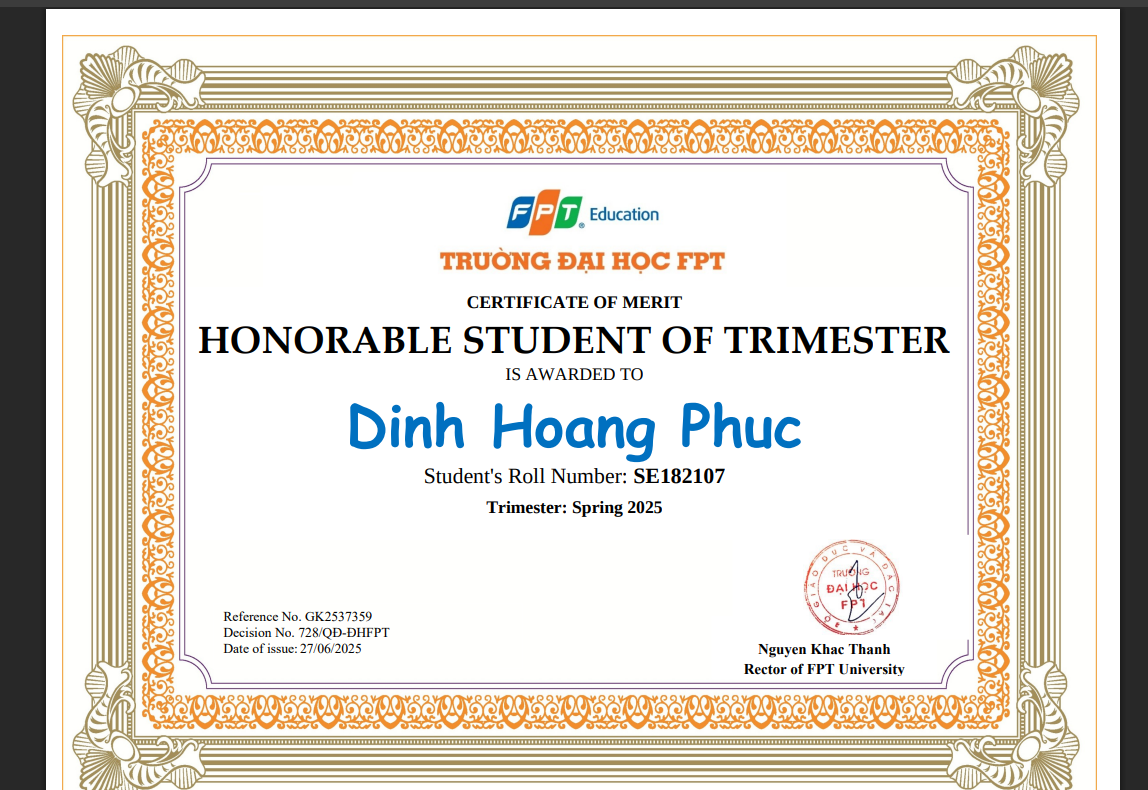 FPT Education
TRƯỜNG ĐẠI HỌC FPT
CERTIFICATE OF MERIT
HONORABLE STUDENT OF TRIMESTER
IS AWARDED TO
Dinh Hoang Phuc
Student's Roll Number: SE182107
Trimester: Spring 2025
TRƯỜNG
ĐẠI HỌC
FPT
Reference No. GK2537359
Decision No. 728/QĐ-ĐHFPT
Date of issue: 27/06/2025
Nguyen Khac Thanh
Rector of FPT University